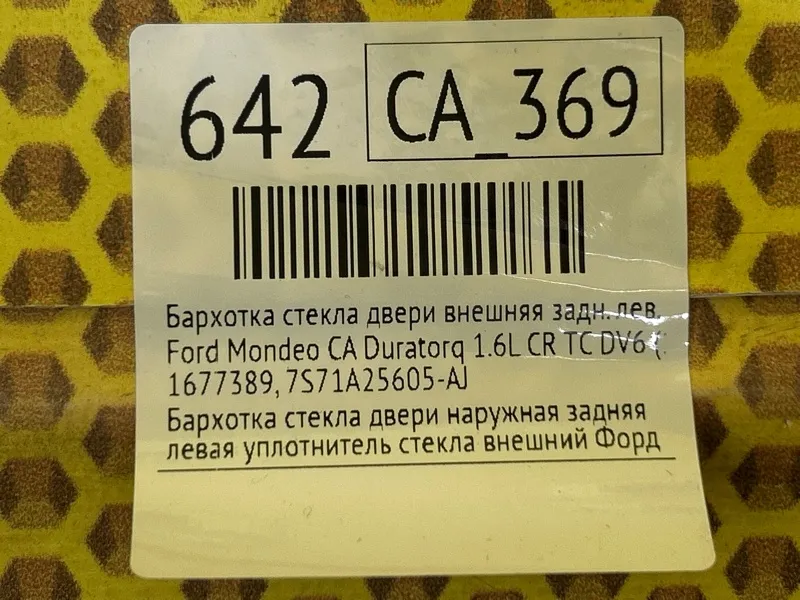 642 CA_369
Бархотка стекла двери внешняя задн. лев.
Ford Mondeo CA Duratorq 1.6L CR TC DV6 (
1677389, 7S71A25605-AJ
Бархотка стекла двери наружная задняя
левая уплотнитель стекла внешний Форд